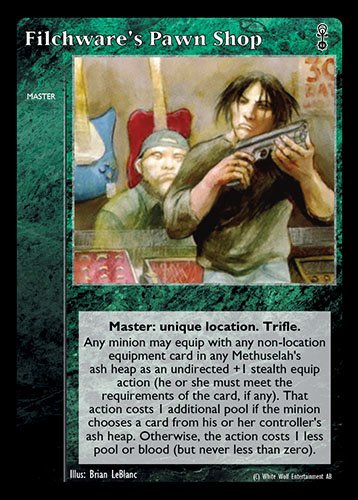 Filchware's Pawn Shop
MASTER
30
DAY
Master: unique location. Trifle.
Any minion may equip with any non-location
equipment card in any Methuselah's
ash heap as an undirected +1 stealth equip
action (he or she must meet the
requirements of the card, if any). That
action costs 1 additional pool if the minion
chooses a card from his or her controller's
ash heap. Otherwise, the action costs 1 less
pool or blood (but never less than zero).
Illus: Brian LeBlanc
(C) White Wolf Entertainment AB